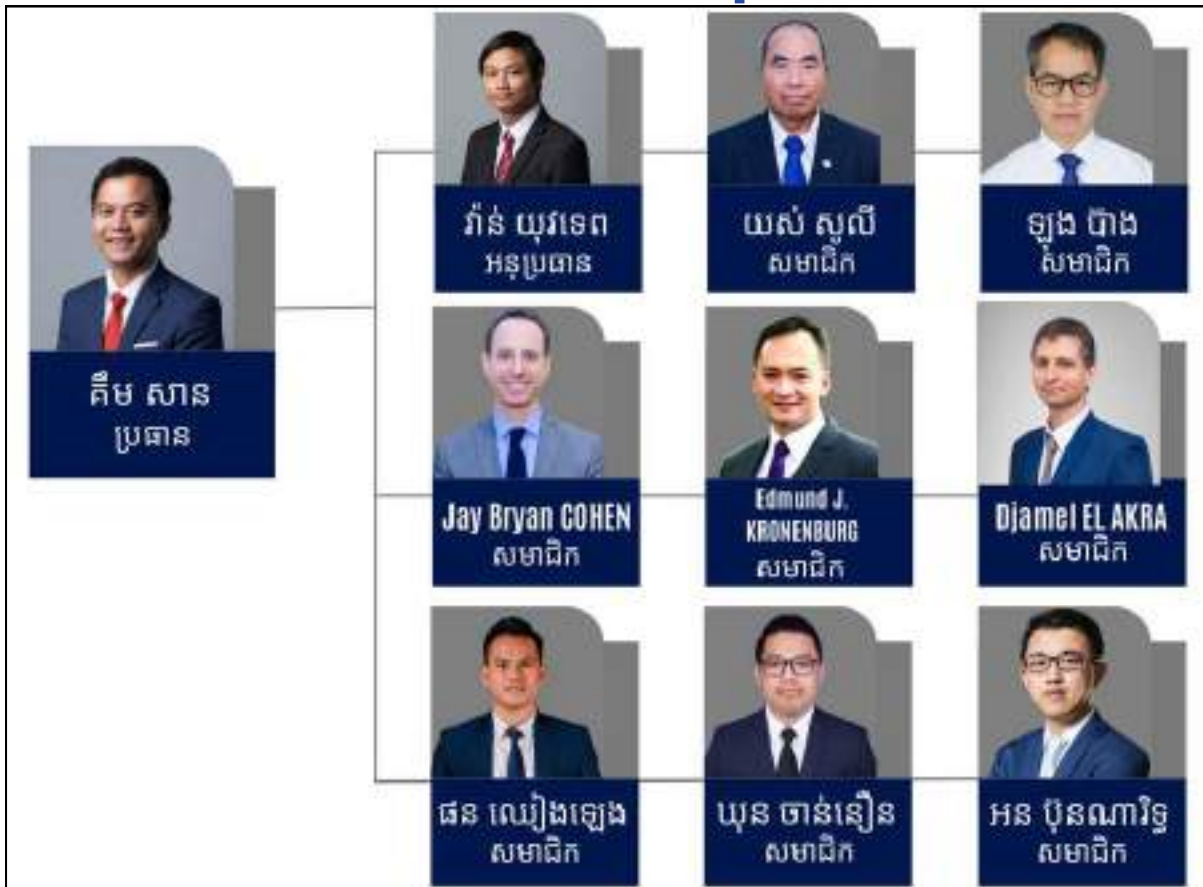 គឹម សាន
ប្រធាន
វ៉ាន់ យុវទេព
អនុប្រធាន
យស់ សូលី
សមាជិក
ឡុង ប៊ាង
សមាជិក
Jay Bryan COHEN
សមាជិក
Edmund J.
KRONENBURG
សមាជិក
Djamel EL AKRA
សមាជិក
ផន ឈៀងឡេង
សមាជិក
ឃុន ចាន់នឿន
សមាជិក
អន ប៊ុនណារិទ្ធ
សមាជិក